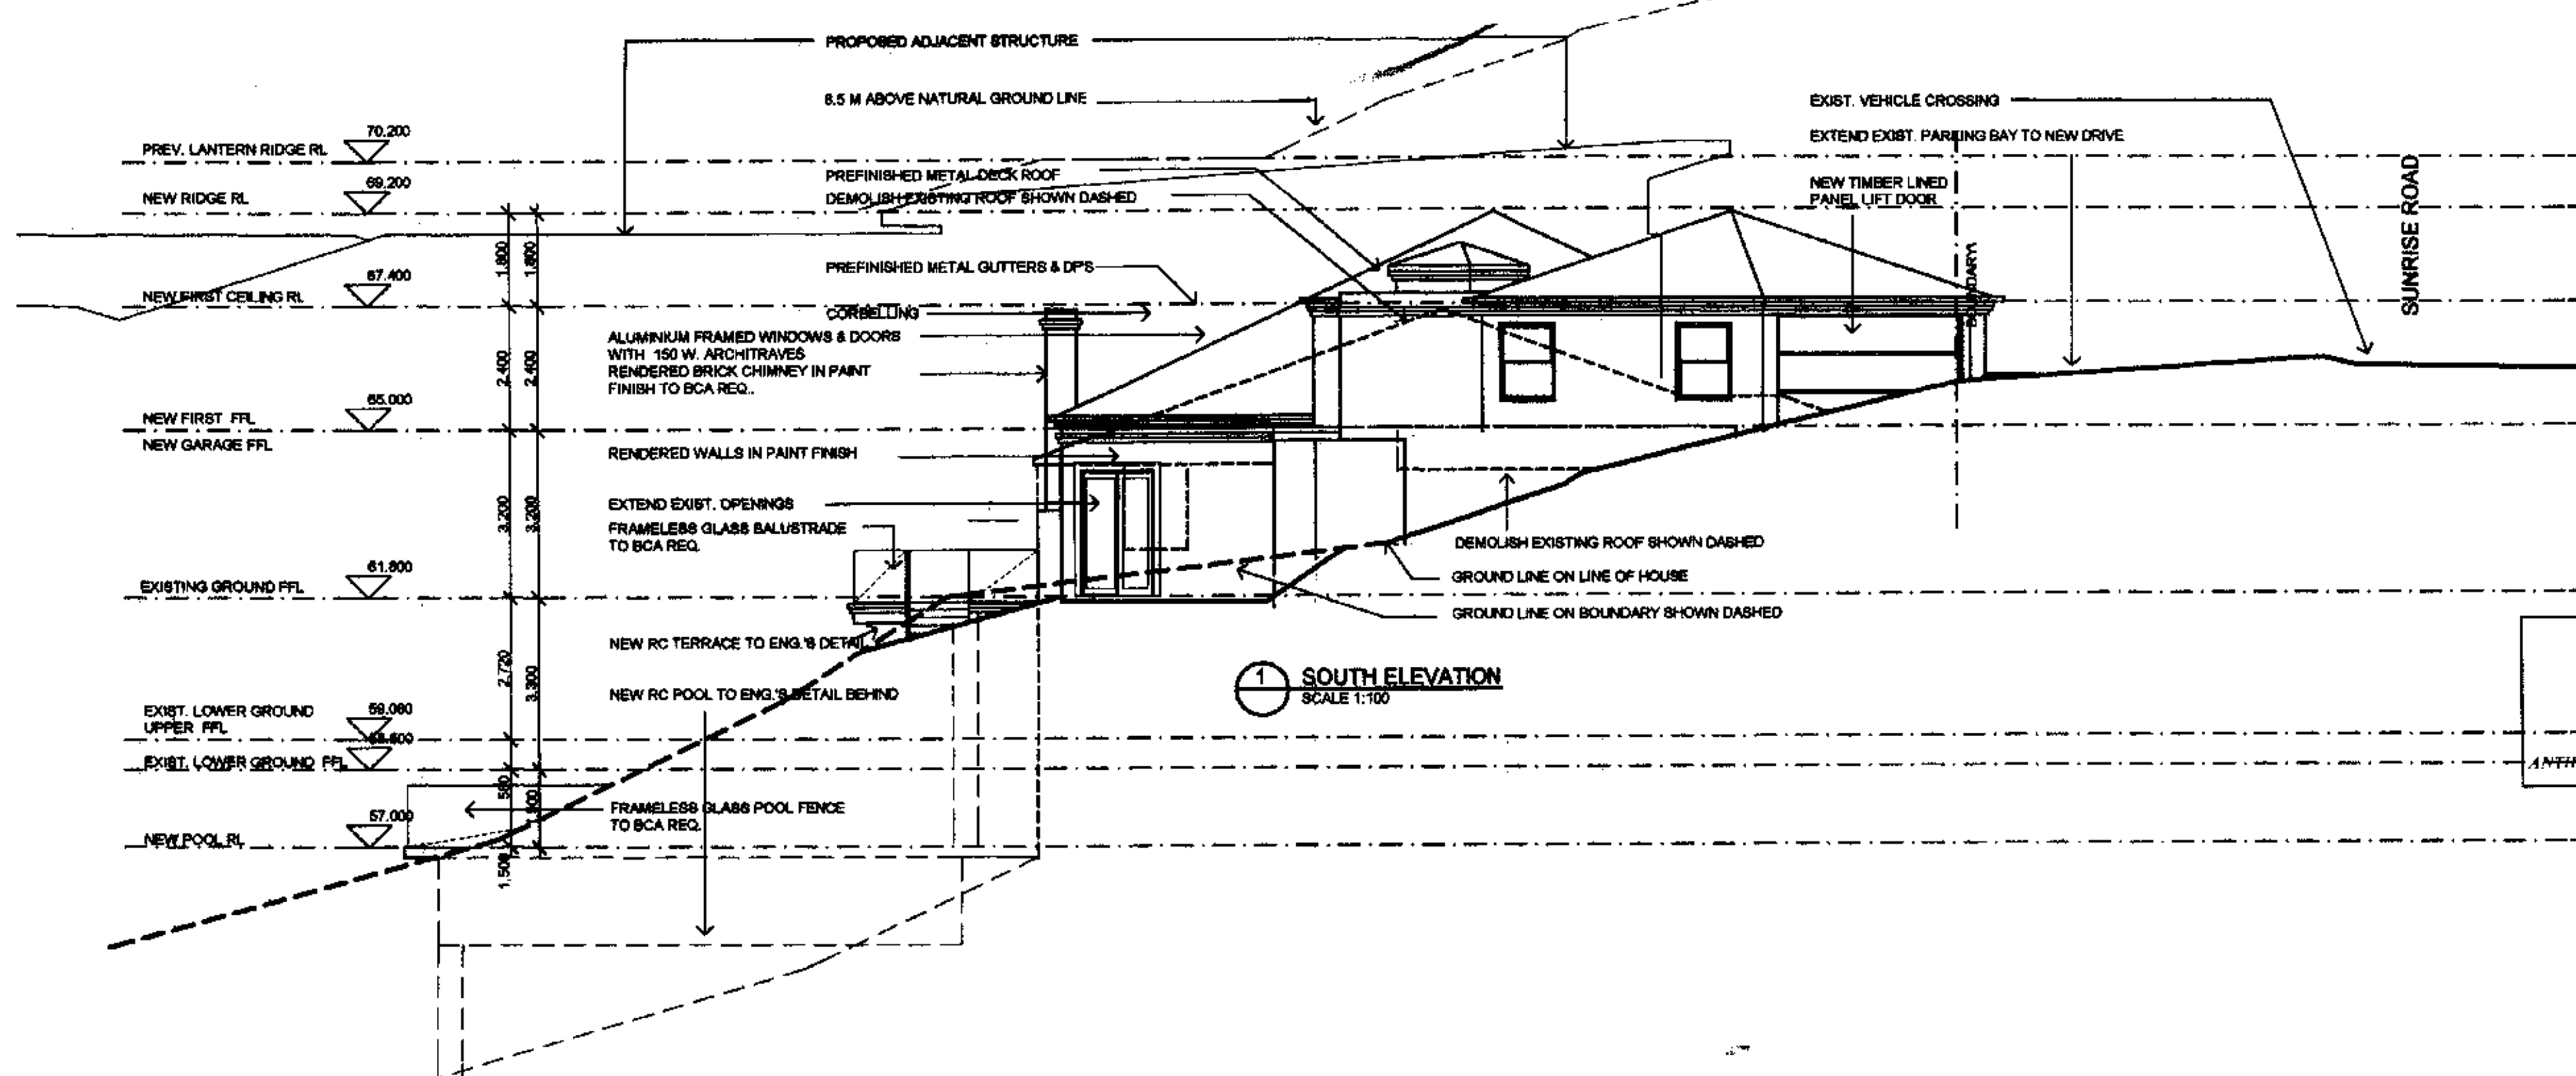 PROPOSED ADJACENT STRUCTURE
8.5 M ABOVE NATURAL GROUND LINE
EXIST. VEHICLE CROSSING
EXTEND EXIST. PARKING BAY TO NEW DRIVE
70.200
PREV. LANTERN RIDGE RL
PREFINISHED METAL DECK ROOF
69.200
NEW RIDGE RL
DEMOLISH EXISTING ROOF SHOWN DASHED
NEW TIMBER LINED
PANEL LIFT DOOR
SUNRISE ROAD
BOUNDARY
1,800
1,800
PREFINISHED METAL GUTTERS & DPS
67.400
NEW FIRST CEILING RL
CORBELLING
ALUMINIUM FRAMED WINDOWS & DOORS
WITH 150 W. ARCHITRAVES
RENDERED BRICK CHIMNEY IN PAINT
FINISH TO BCA REQ..
2,400
2,400
65.000
NEW FIRST FFL
NEW GARAGE FFL
RENDERED WALLS IN PAINT FINISH
3,200
3,200
EXTEND EXIST. OPENINGS
FRAMELESS GLASS BALUSTRADE
TO BCA REQ.
DEMOLISH EXISTING ROOF SHOWN DASHED
61.800
EXISTING GROUND FFL
GROUND LINE ON LINE OF HOUSE
GROUND LINE ON BOUNDARY SHOWN DASHED
NEW RC TERRACE TO ENG.'S DETAIL
2,720
3,300
NEW RC POOL TO ENG.'S DETAIL BEHIND
1
SOUTH ELEVATION
SCALE 1:100
EXIST. LOWER GROUND
UPPER FFL
59.080
EXIST. LOWER GROUND FFL
580
FRAMELESS GLASS POOL FENCE
TO BCA REQ.
57.000
NEW POOL RL
1,500